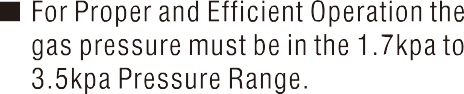 ■ For Proper and Efficient Operation the
gas pressure must be in the 1.7kpa to
3.5kpa Pressure Range.